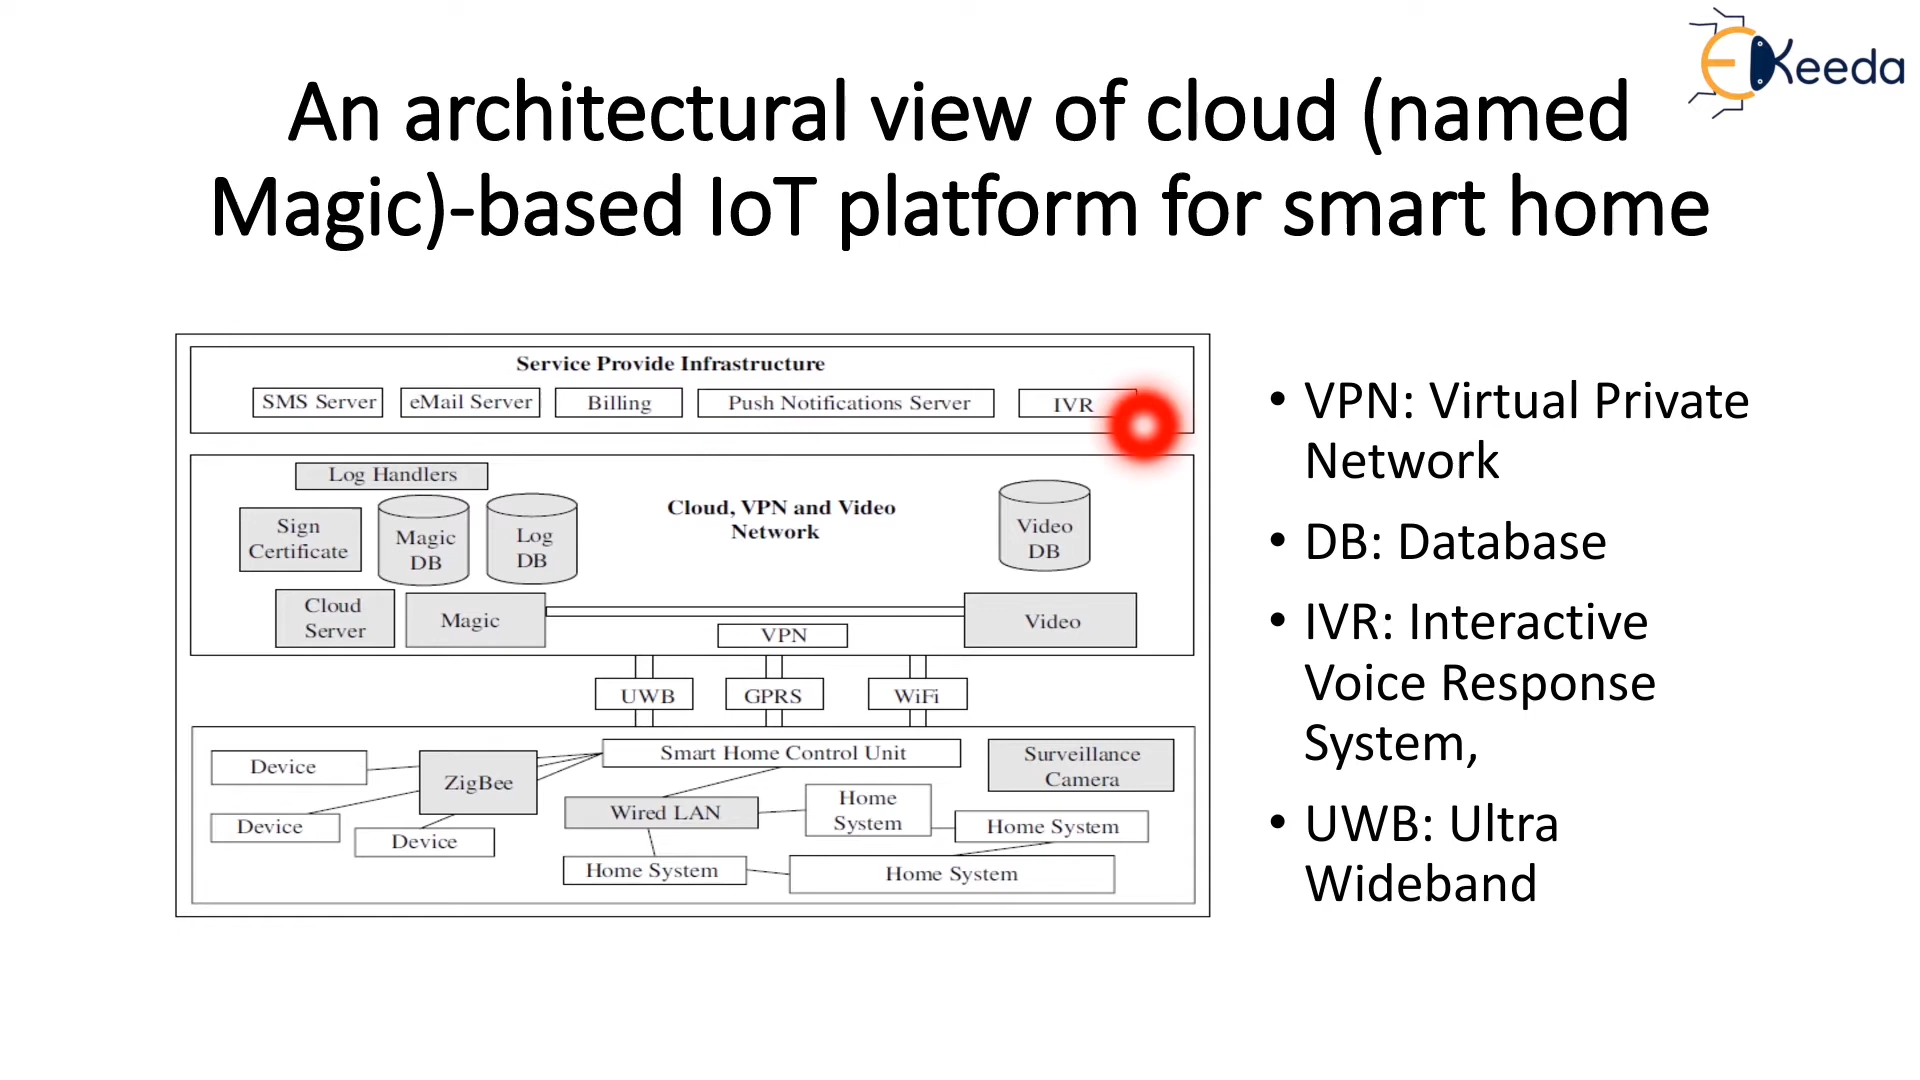 EKeeda
An architectural view of cloud (named
Magic)-based IoT platform for smart home
Service Provide Infrastructure
SMS Server
eMail Server
Billing
Push Notifications Server
IVR
Log Handlers
Sign
Certificate
Magic
DB
Log
DB
Cloud, VPN and Video
Network
Video
DB
Cloud
Server
Magic
VPN
Video
UWB
GPRS
WiFi
Device
ZigBee
Smart Home Control Unit
Surveillance
Camera
Device
Device
Wired LAN
Home
System
Home System
Home System
Home System
• VPN: Virtual Private
Network
• DB: Database
• IVR: Interactive
Voice Response
System,
• UWB: Ultra
Wideband